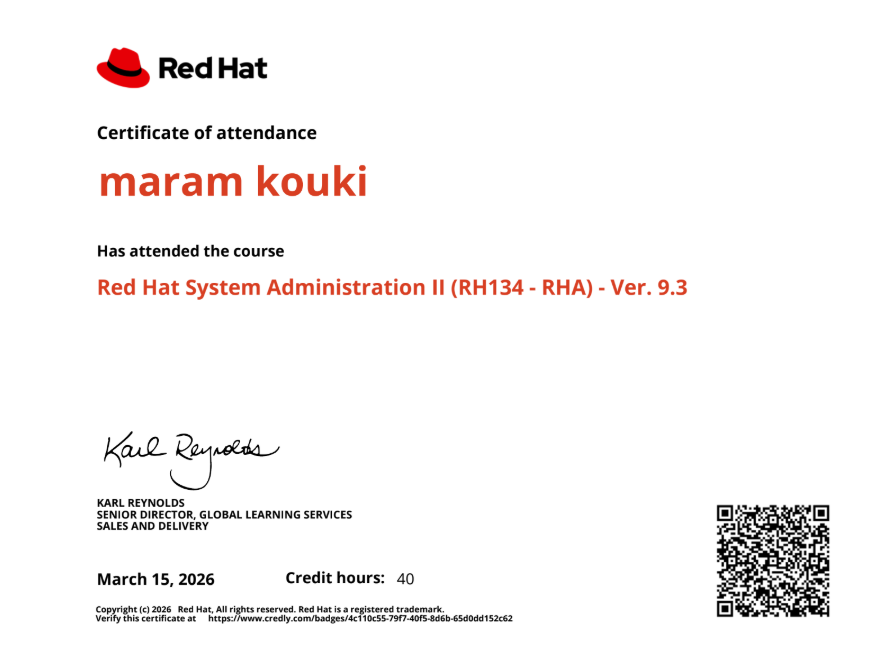 Red Hat
Certificate of attendance
maram kouki
Has attended the course
Red Hat System Administration II (RH134 - RHA) - Ver. 9.3
Karl Reynolds
KARL REYNOLDS
SENIOR DIRECTOR, GLOBAL LEARNING SERVICES
SALES AND DELIVERY
March 15, 2026 Credit hours: 40
Copyright (c) 2026 Red Hat, All rights reserved. Red Hat is a registered trademark.
Verify this certificate at https://www.credly.com/badges/4c110c55-79f7-40f5-8d6b-65d0dd152c62